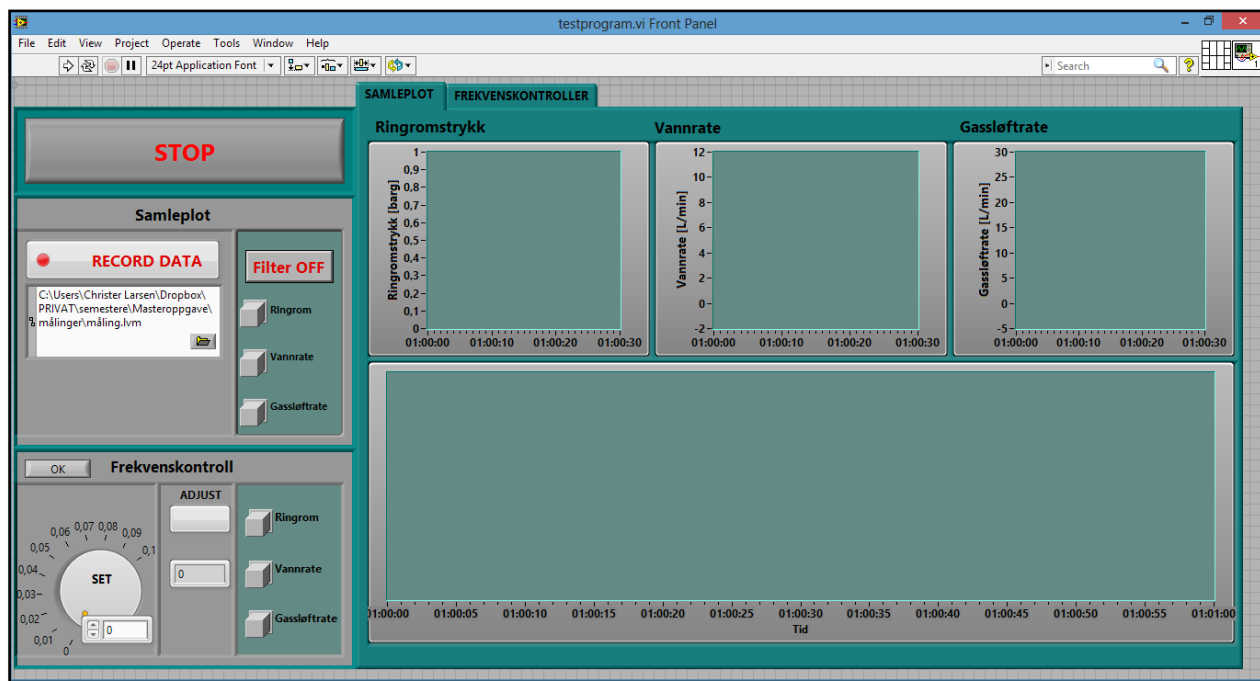 testprogram.vi Front Panel
File Edit View Project Operate Tools Window Help
24pt Application Font
Search
1
STOP
Samleplot
RECORD DATA
C:\Users\Christer Larsen\Dropbox\
PRIVAT\semestere\Masteroppgave\
målinger\måling.lvm
Filter OFF
Ringrom
Vannrate
Gassløftrate
OK
Frekvenskontroll
ADJUST
0
SET
0
0
0,01
0,02
0,03
0,04
0,05
0,06
0,07
0,08
0,09
0,1
Ringrom
Vannrate
Gassløftrate
SAMLEPLOT FREKVENSKONTROLLER
Ringromstrykk
Ringromstrykk [barg]
1
0,9
0,8
0,7
0,6
0,5
0,4
0,3
0,2
0,1
0
01:00:00 01:00:10 01:00:20 01:00:30
Vannrate
Vannrate [L/min]
12
10
8
6
4
2
0
-2
01:00:00 01:00:10 01:00:20 01:00:30
Gassløftrate
Gassløftrate [L/min]
30
25
20
15
10
5
0
-5
01:00:00 01:00:10 01:00:20 01:00:30
01:00:00 01:00:05 01:00:10 01:00:15 01:00:20 01:00:25 01:00:30 01:00:35 01:00:40 01:00:45 01:00:50 01:00:55 01:01:00
Tid